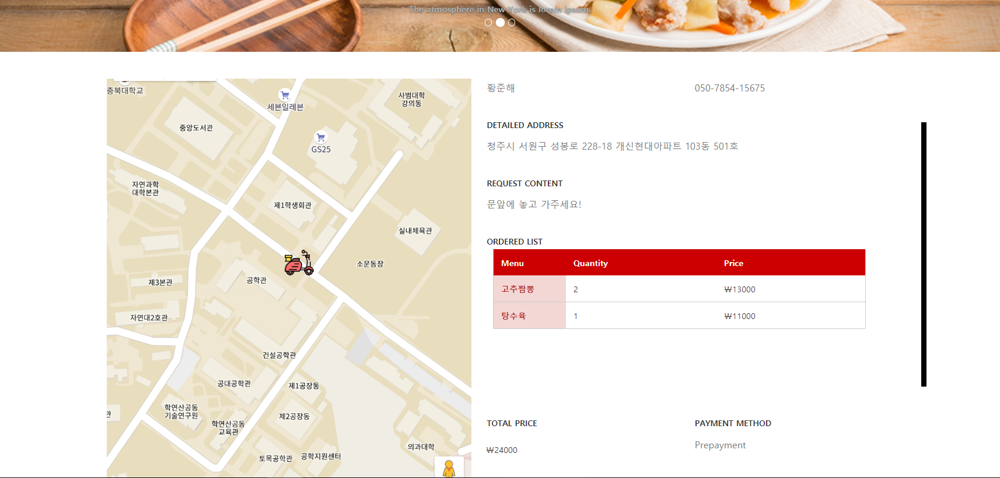 The atmosphere in New York is lorem ipsum.
충북대학교
세븐일레븐
사범대학
강의동
중앙도서관
GS25
자연과학
대학본관
제1학생회관
실내체육관
소운동장
공학관
제3본관
자연대2호관
건설공학관
공대공학관
제1공장동
학연산공동
기술연구원
관
제2공장동
학연산공동
교육관
의과대학
토목공학관
공학지원센터
황준해
050-7854-15675
DETAILED ADDRESS
청주시 서원구 성봉로 228-18 개신현대아파트 103동 501호
REQUEST CONTENT
문앞에 놓고 가주세요!
ORDERED LIST
Menu Quantity Price
고추짬뽕 2 ₩13000
탕수육 1 ₩11000
TOTAL PRICE
₩24000
PAYMENT METHOD
Prepayment